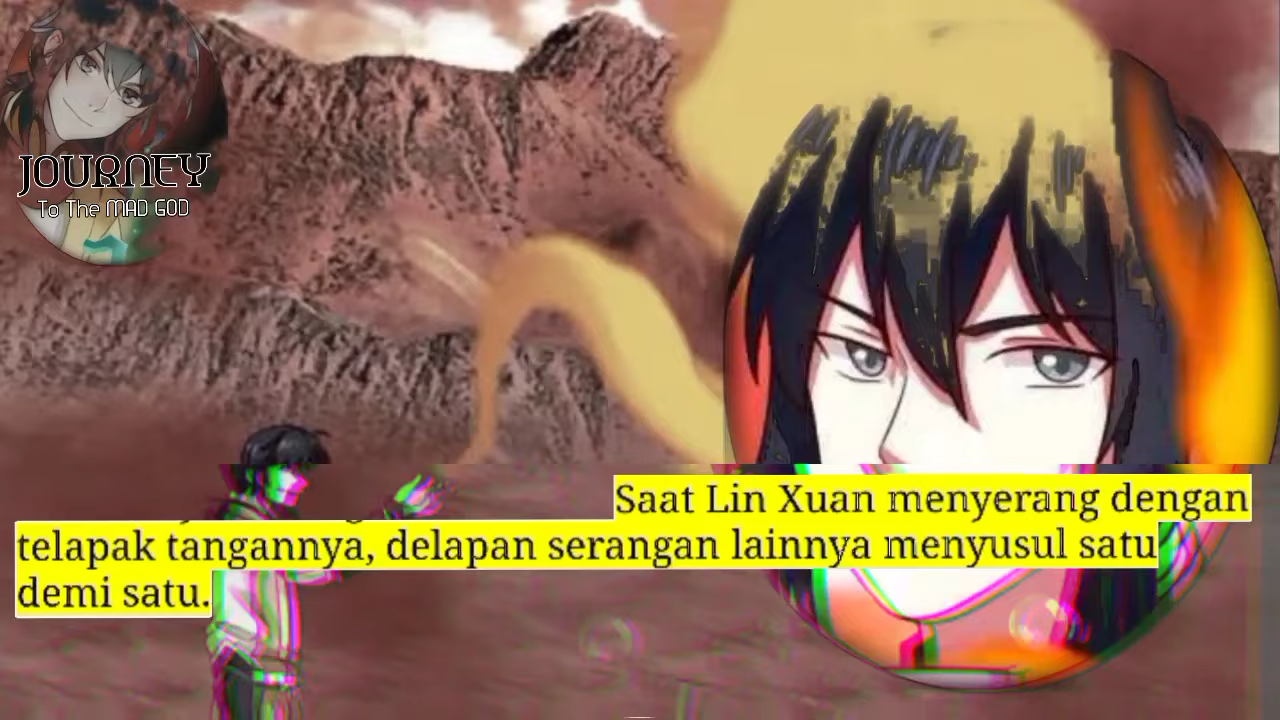 JOURNEY
To The MAD GOD
Saat Lin Xuan menyerang dengan
telapak tangannya, delapan serangan lainnya menyusul satu
demi satu.